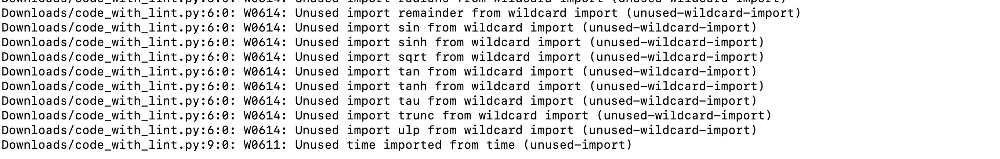 Downloads/code_with_lint.py:6:0: W0614: Unused import radians from wildcard import (unused-wildcard-import)
Downloads/code_with_lint.py:6:0: W0614: Unused import remainder from wildcard import (unused-wildcard-import)
Downloads/code_with_lint.py:6:0: W0614: Unused import sin from wildcard import (unused-wildcard-import)
Downloads/code_with_lint.py:6:0: W0614: Unused import sinh from wildcard import (unused-wildcard-import)
Downloads/code_with_lint.py:6:0: W0614: Unused import sqrt from wildcard import (unused-wildcard-import)
Downloads/code_with_lint.py:6:0: W0614: Unused import tan from wildcard import (unused-wildcard-import)
Downloads/code_with_lint.py:6:0: W0614: Unused import tanh from wildcard import (unused-wildcard-import)
Downloads/code_with_lint.py:6:0: W0614: Unused import tau from wildcard import (unused-wildcard-import)
Downloads/code_with_lint.py:6:0: W0614: Unused import trunc from wildcard import (unused-wildcard-import)
Downloads/code_with_lint.py:6:0: W0614: Unused import ulp from wildcard import (unused-wildcard-import)
Downloads/code_with_lint.py:9:0: W0611: Unused time imported from time (unused-import)